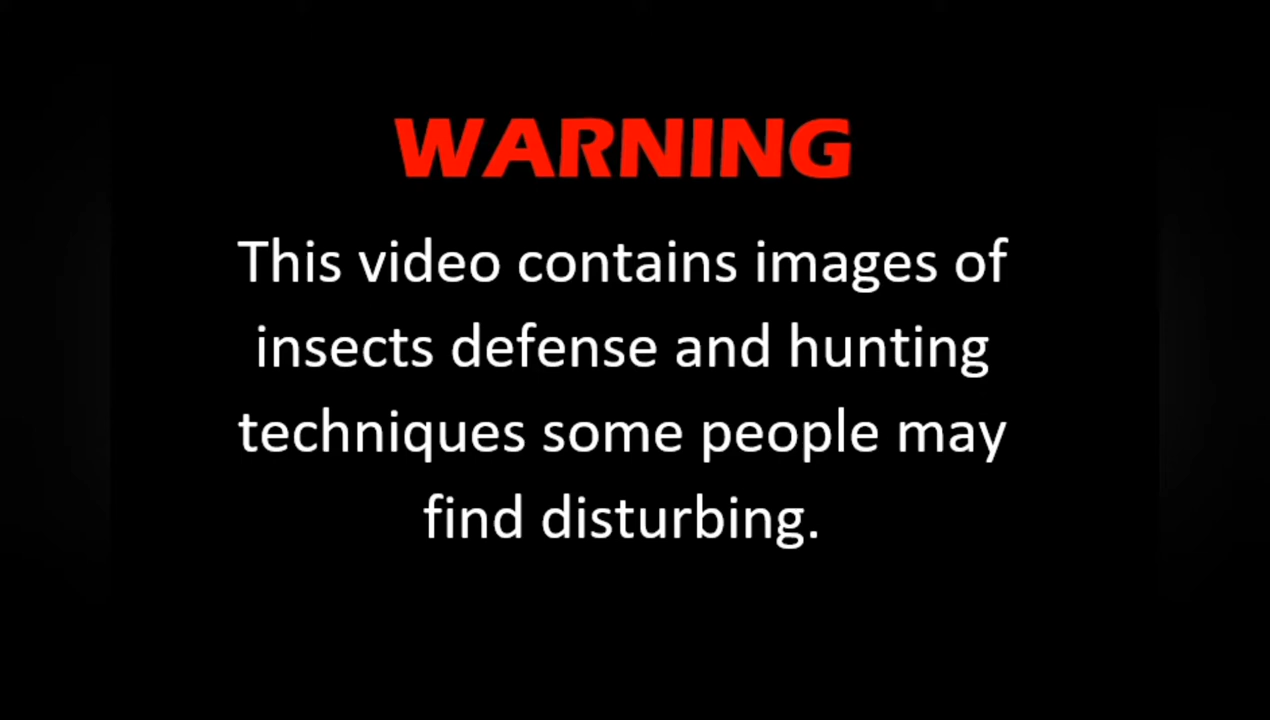 WARNING
This video contains images of
insects defense and hunting
techniques some people may
find disturbing.